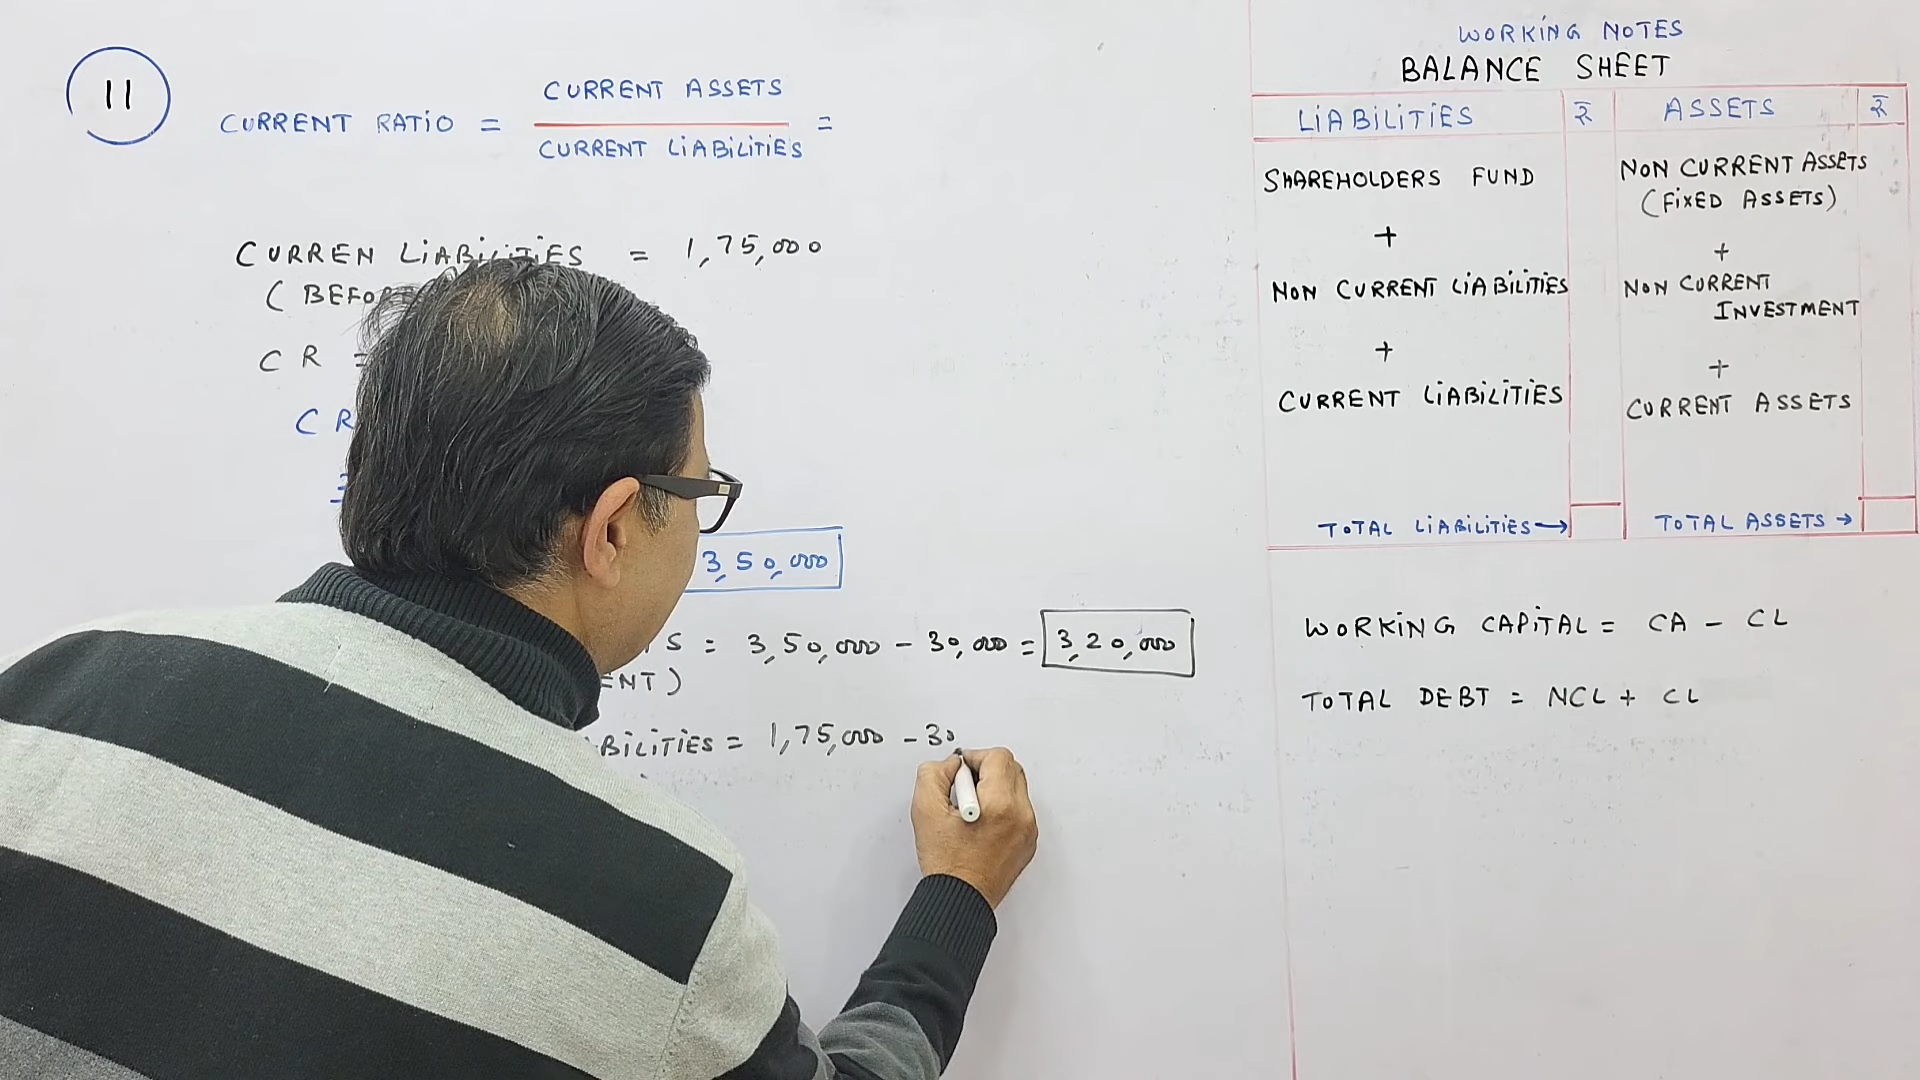 11
CURRENT RATIO = CURRENT ASSETS / CURRENT LIABILITIES =
CURREN LIABILITIES = 1,75,000
( BEFORE
CR =
CR
3,50,000
S = 3,50,000 - 30,000 = 3,20,000
ENT)
BILITIES = 1,75,000 - 30
WORKING NOTES
BALANCE SHEET
LIABILITIES ₹ ASSETS ₹
SHAREHOLDERS FUND
+
NON CURRENT LIABILITIES
+
CURRENT LIABILITIES
TOTAL LIABILITIES →
NON CURRENT ASSETS
(FIXED ASSETS)
+
NON CURRENT
INVESTMENT
+
CURRENT ASSETS
TOTAL ASSETS →
WORKING CAPITAL = CA - CL
TOTAL DEBT = NCL + CL